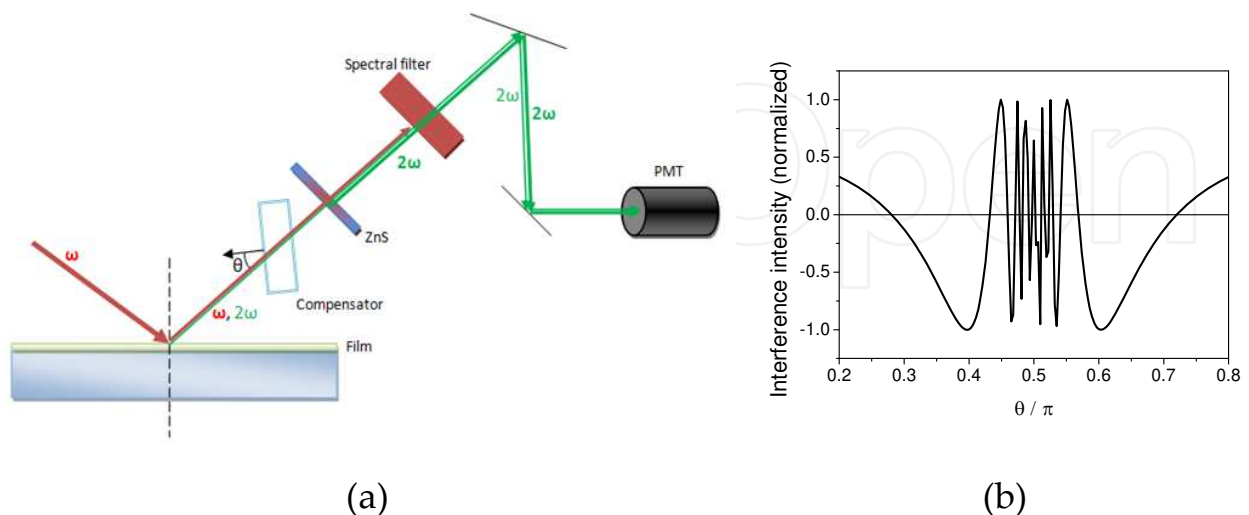 Spectral filter
2ω
2ω
2ω
PMT
ZnS
ω
θ
Compensator
ω, 2ω
Film
(a)
Open
Interference intensity (normalized)
1.0
0.5
0.0
-0.5
-1.0
0.2 0.3 0.4 0.5 0.6 0.7 0.8
θ / π
(b)